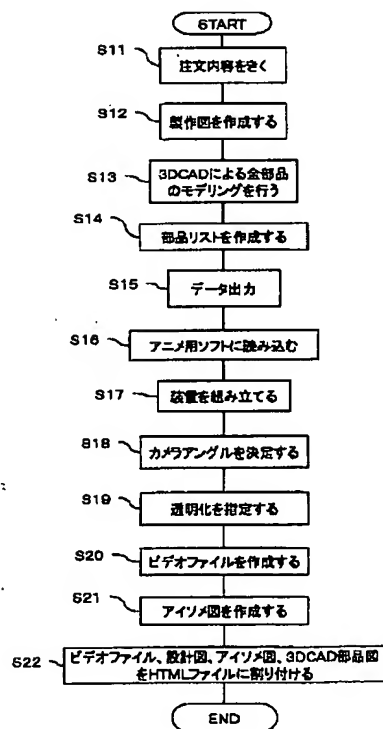 START
S11
注文内容をきく
S12
製作図を作成する
S13
3DCADによる全部品
のモデリングを行う
S14
部品リストを作成する
S15
データ出力
S16
アニメ用ソフトに読み込む
S17
装置を組み立てる
S18
カメラアングルを決定する
S19
透明化を指定する
S20
ビデオファイルを作成する
S21
アイソメ図を作成する
S22
ビデオファイル、設計図、アイソメ図、3DCAD部品図
をHTMLファイルに割り付ける
END